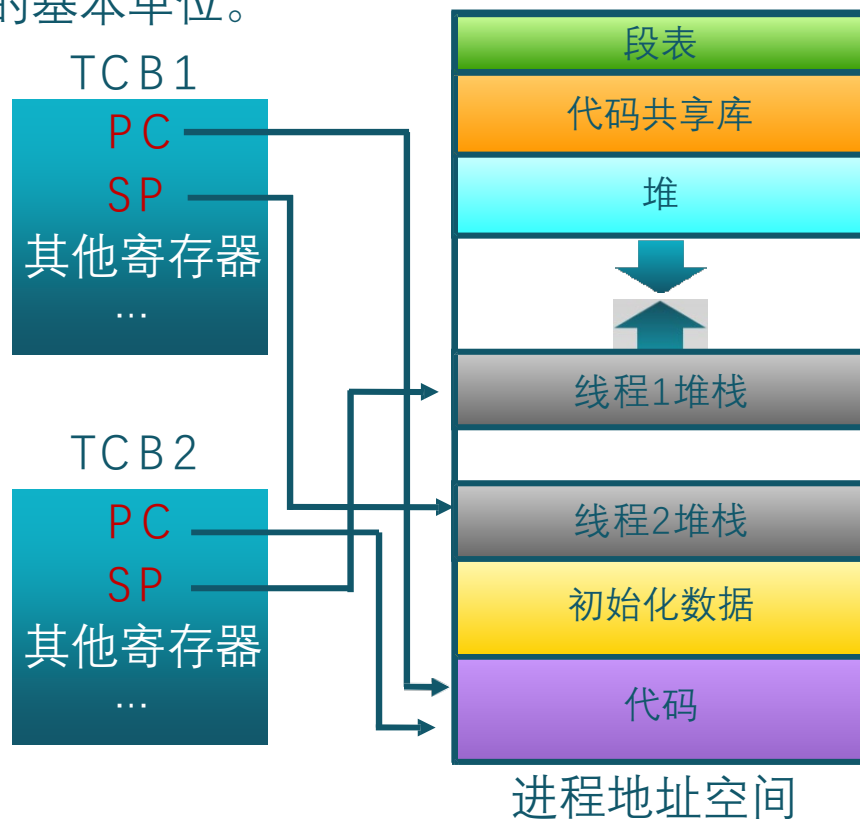 的基本单位。
TCB1
PC
SP
其他寄存器
...
TCB2
PC
SP
其他寄存器
...
段表
代码共享库
堆
线程1堆栈
线程2堆栈
初始化数据
代码
进程地址空间